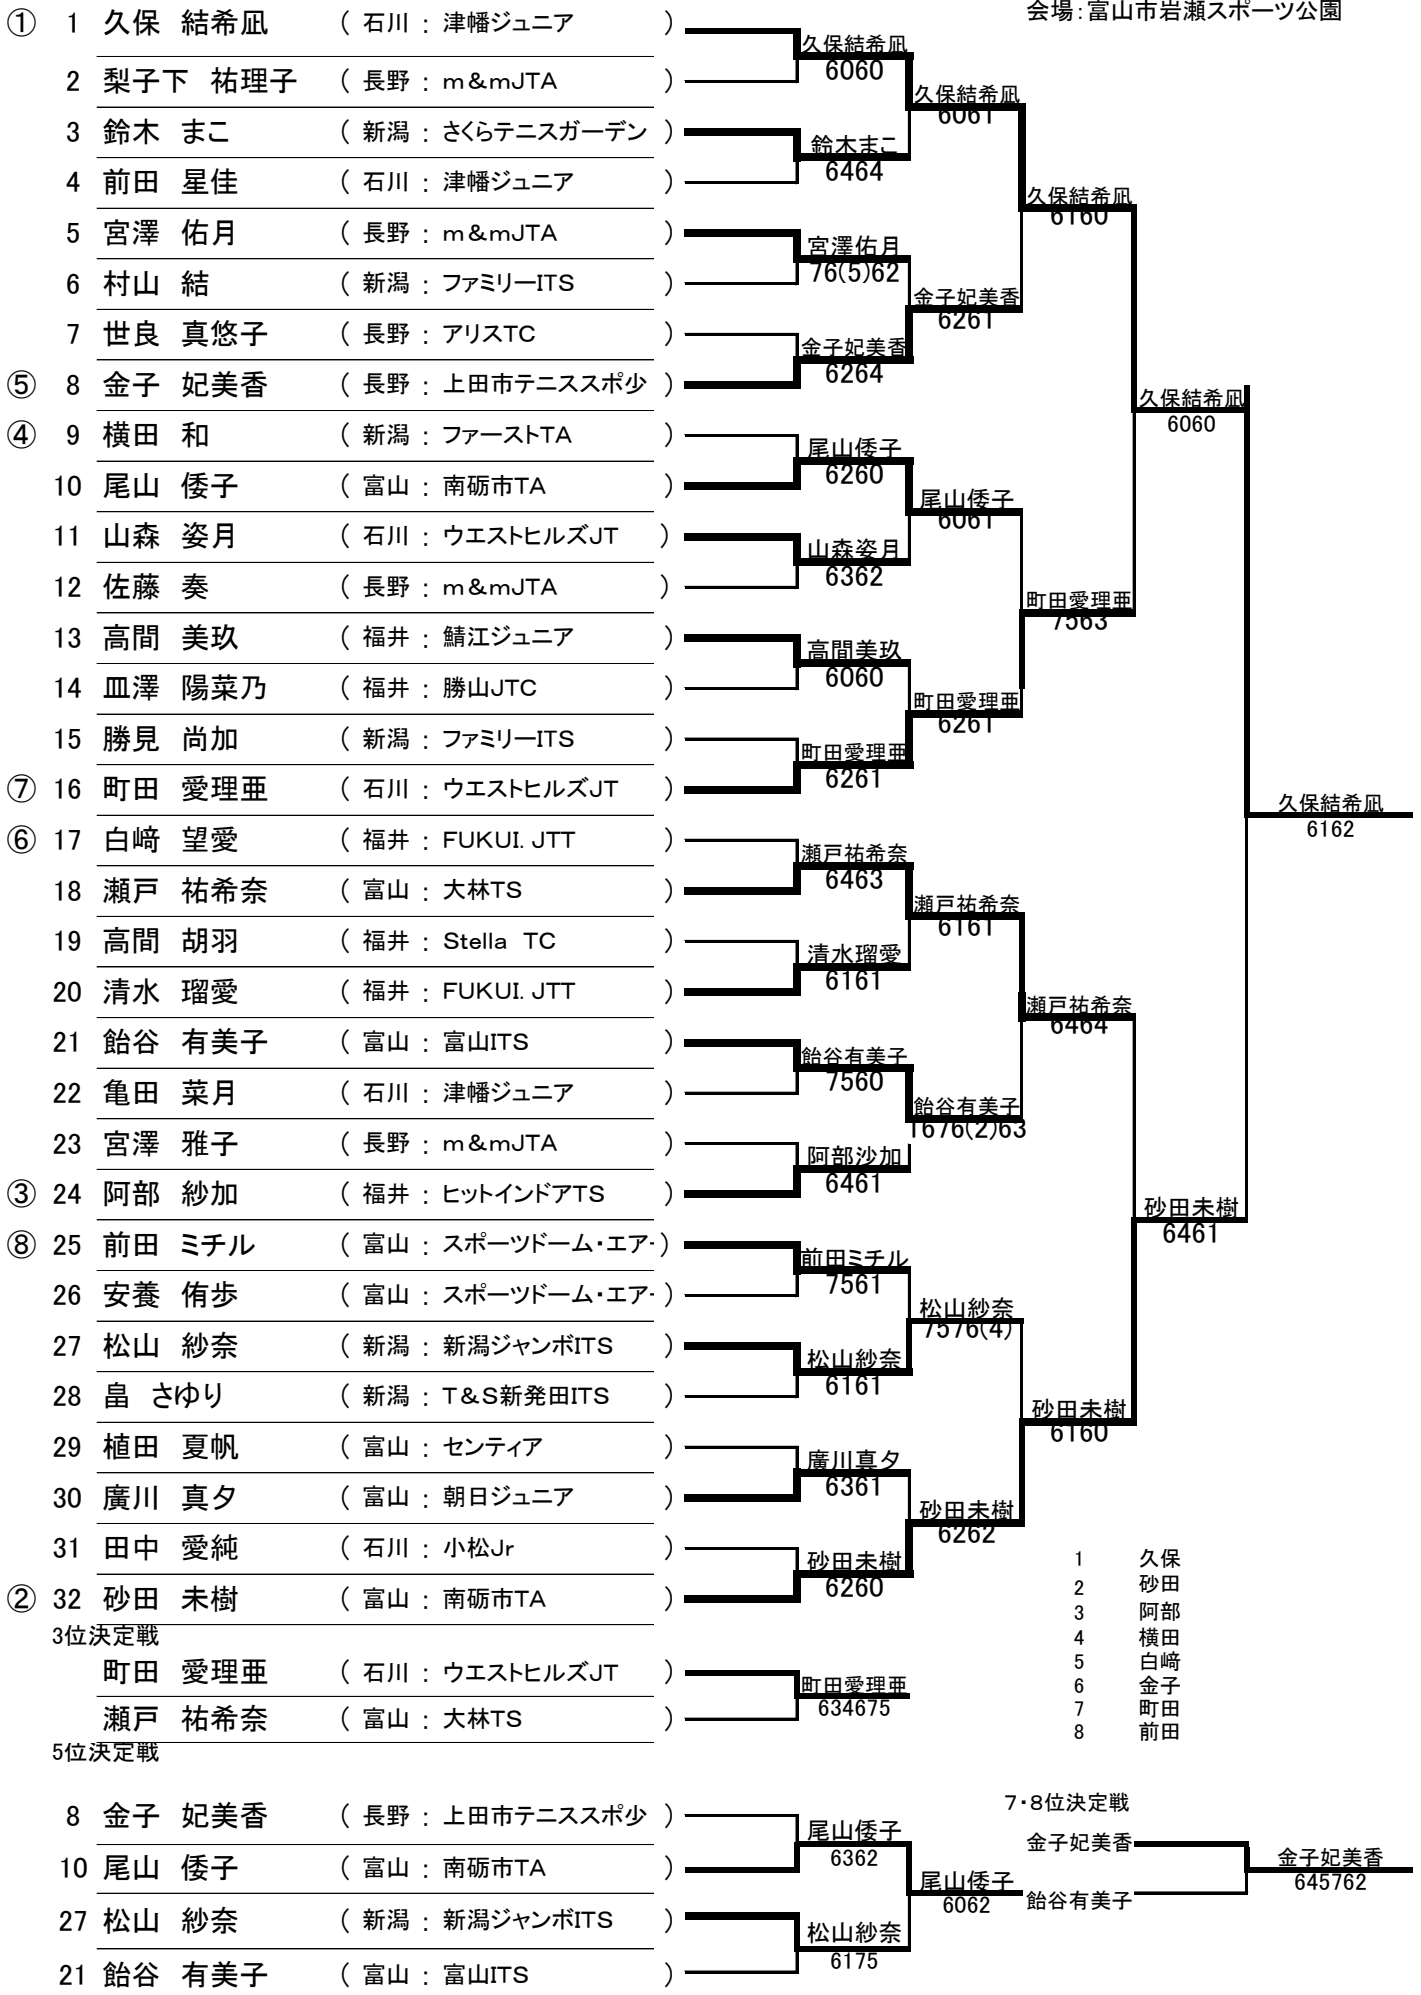 会場：富山市岩瀬スポーツ公園
① 1 久保 結希凪 （ 石川 ： 津幡ジュニア ）
2 梨子下 祐理子 （ 長野 ： m&mJTA ）
3 鈴木 まこ （ 新潟 ： さくらテニスガーデン ）
4 前田 星佳 （ 石川 ： 津幡ジュニア ）
5 宮澤 佑月 （ 長野 ： m&mJTA ）
6 村山 結 （ 新潟 ： ファミリーITS ）
7 世良 真悠子 （ 長野 ： アリスTC ）
⑤ 8 金子 妃美香 （ 長野 ： 上田市テニススポ少 ）
④ 9 横田 和 （ 新潟 ： ファーストTA ）
10 尾山 倭子 （ 富山 ： 南砺市TA ）
11 山森 姿月 （ 石川 ： ウエストヒルズJT ）
12 佐藤 奏 （ 長野 ： m&mJTA ）
13 高間 美玖 （ 福井 ： 鯖江ジュニア ）
14 皿澤 陽菜乃 （ 福井 ： 勝山JTC ）
15 勝見 尚加 （ 新潟 ： ファミリーITS ）
⑦ 16 町田 愛理亜 （ 石川 ： ウエストヒルズJT ）
⑥ 17 白﨑 望愛 （ 福井 ： FUKUI．JTT ）
18 瀬戸 祐希奈 （ 富山 ： 大林TS ）
19 高間 胡羽 （ 福井 ： Stella TC ）
20 清水 瑠愛 （ 福井 ： FUKUI．JTT ）
21 飴谷 有美子 （ 富山 ： 富山ITS ）
22 亀田 菜月 （ 石川 ： 津幡ジュニア ）
23 宮澤 雅子 （ 長野 ： m&mJTA ）
③ 24 阿部 紗加 （ 福井 ： ヒットインドアTS ）
⑧ 25 前田 ミチル （ 富山 ： スポーツドーム・エアー ）
26 安養 侑歩 （ 富山 ： スポーツドーム・エアー ）
27 松山 紗奈 （ 新潟 ： 新潟ジャンボITS ）
28 畠 さゆり （ 新潟 ： T&S新発田ITS ）
29 植田 夏帆 （ 富山 ： センティア ）
30 廣川 真夕 （ 富山 ： 朝日ジュニア ）
31 田中 愛純 （ 石川 ： 小松Jr ）
② 32 砂田 未樹 （ 富山 ： 南砺市TA ）
久保結希凪
6060
鈴木まこ
6464
宮澤佑月
76(5)62
金子妃美香
6264
尾山倭子
6260
山森姿月
6362
高間美玖
6060
町田愛理亜
6261
瀬戸祐希奈
6463
清水瑠愛
6161
飴谷有美子
7560
阿部沙加
6461
前田ミチル
7561
松山紗奈
6161
廣川真夕
6361
砂田未樹
6260
久保結希凪
6061
金子妃美香
6261
尾山倭子
6061
町田愛理亜
6261
瀬戸祐希奈
6161
飴谷有美子
1676(2)63
松山紗奈
7576(4)
砂田未樹
6262
久保結希凪
6160
町田愛理亜
7563
瀬戸祐希奈
6464
砂田未樹
6160
久保結希凪
6060
砂田未樹
6461
久保結希凪
6162
1 久保
2 砂田
3 阿部
4 横田
5 白﨑
6 金子
7 町田
8 前田
3位決定戦
町田 愛理亜 （ 石川 ： ウエストヒルズJT ）
瀬戸 祐希奈 （ 富山 ： 大林TS ）
町田愛理亜
634675
5位決定戦
8 金子 妃美香 （ 長野 ： 上田市テニススポ少 ）
10 尾山 倭子 （ 富山 ： 南砺市TA ）
27 松山 紗奈 （ 新潟 ： 新潟ジャンボITS ）
21 飴谷 有美子 （ 富山 ： 富山ITS ）
尾山倭子
6362
松山紗奈
6175
尾山倭子
6062
7・8位決定戦
金子妃美香
飴谷有美子
金子妃美香
645762